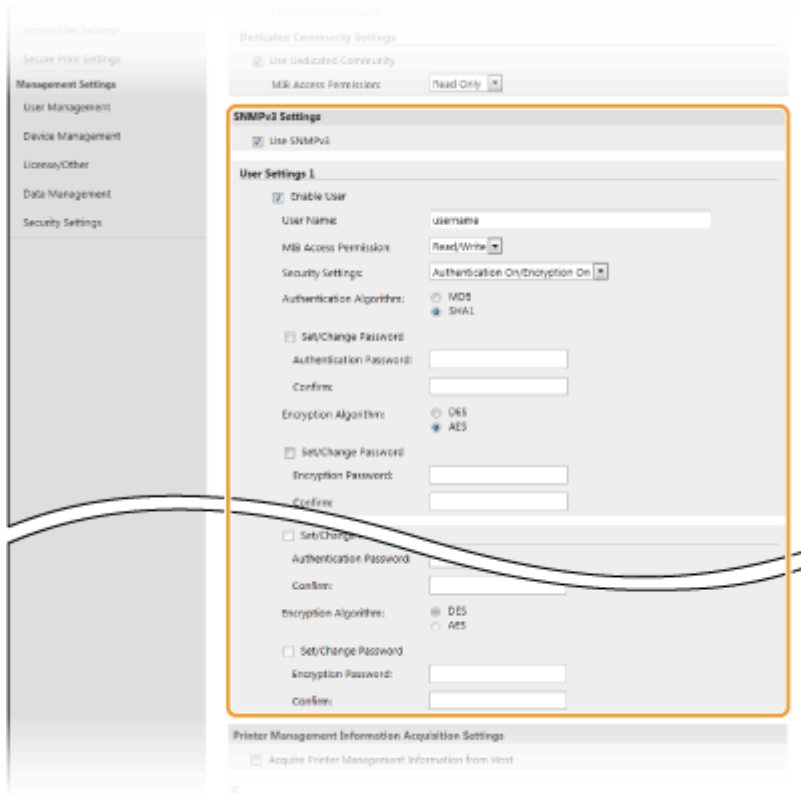 Access Files Settings
Secure Print Settings
Management Settings
User Management
Device Management
License/Other
Data Management
Security Settings
Dedicated Community Settings
Use Dedicated Community
MIB Access Permission: Read Only
SNMPv3 Settings
Use SNMPv3
User Settings 1
Enable User
User Name: username
MIB Access Permission: Read/Write
Security Settings: Authentication On/Encryption On
Authentication Algorithm: MD5
SHA1
Set/Change Password
Authentication Password:
Confirm:
Encryption Algorithm: DES
AES
Set/Change Password
Encryption Password:
Confirm:
Set/Change
Authentication Password:
Confirm:
Encryption Algorithm: DES
AES
Set/Change Password
Encryption Password:
Confirm:
Printer Management Information Acquisition Settings
Acquire Printer Management Information from Host